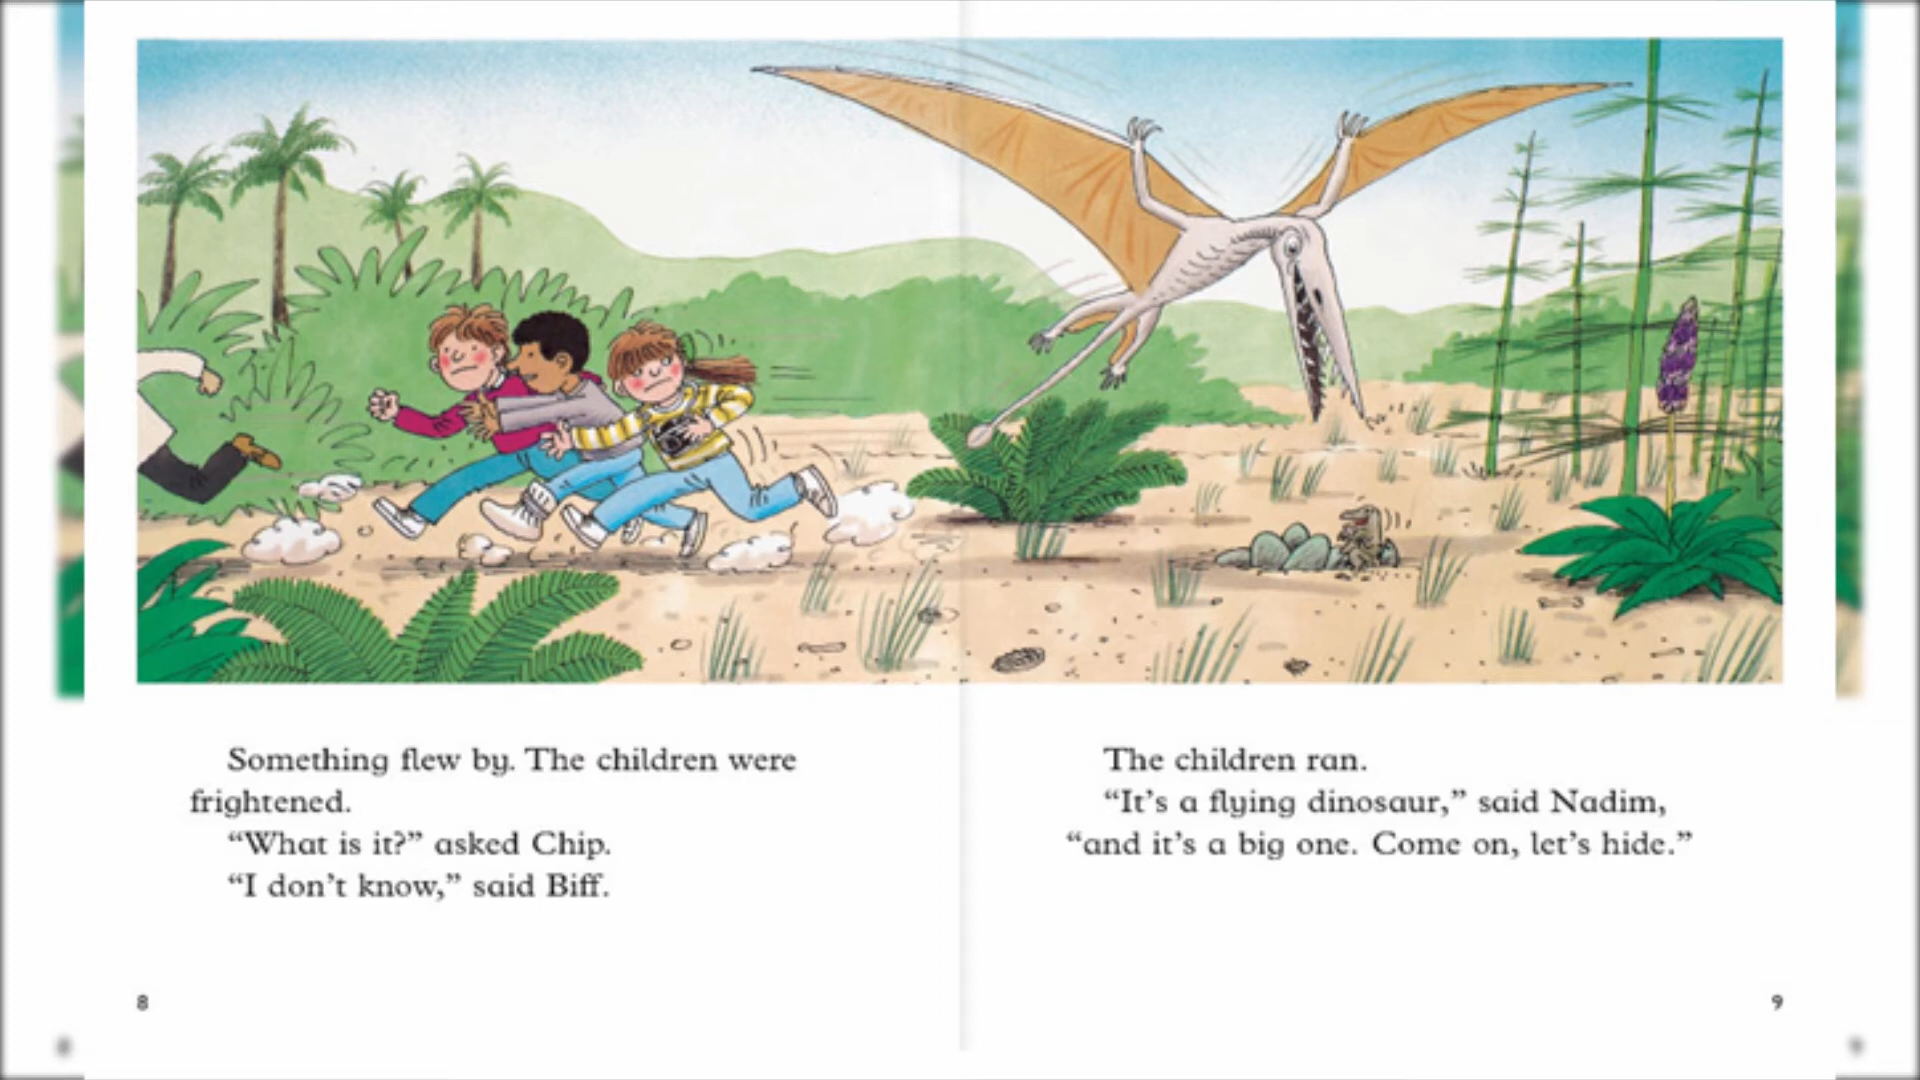 Something flew by. The children were
frightened.
“What is it?” asked Chip.
“I don’t know,” said Biff.
8
The children ran.
“It’s a flying dinosaur,” said Nadim,
“and it’s a big one. Come on, let’s hide.”
9